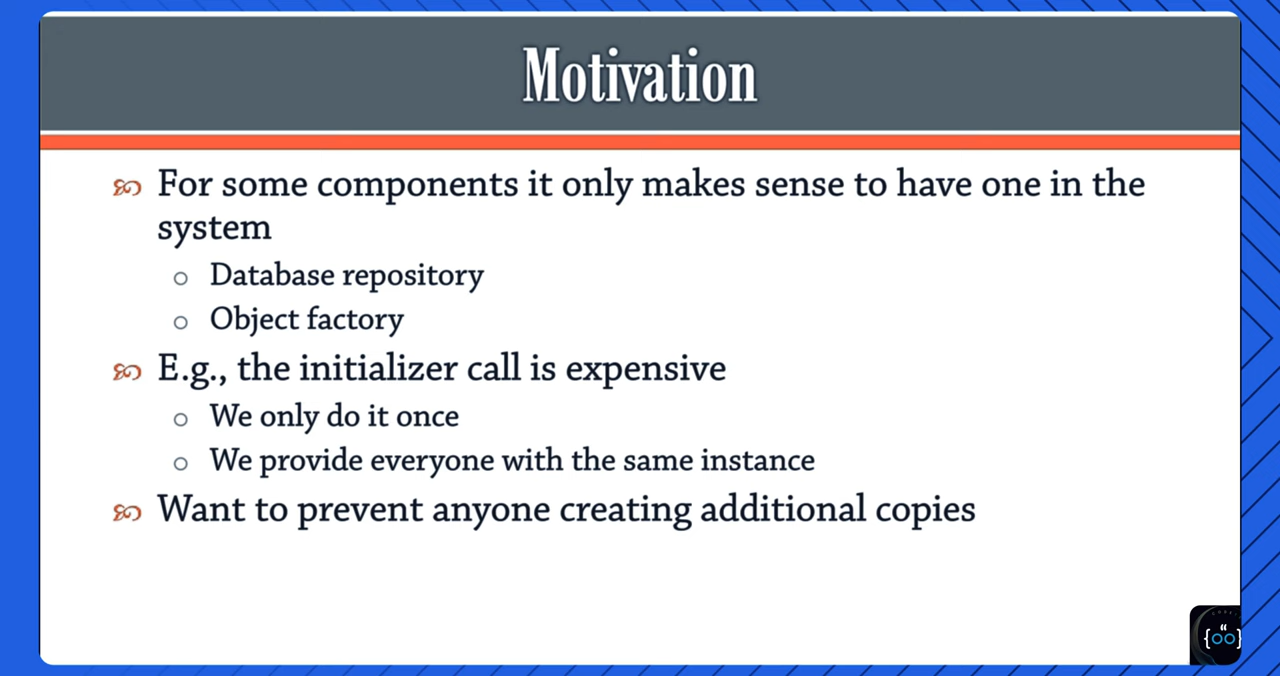 Motivation
For some components it only makes sense to have one in the
system
Database repository
Object factory
E.g., the initializer call is expensive
We only do it once
We provide everyone with the same instance
Want to prevent anyone creating additional copies